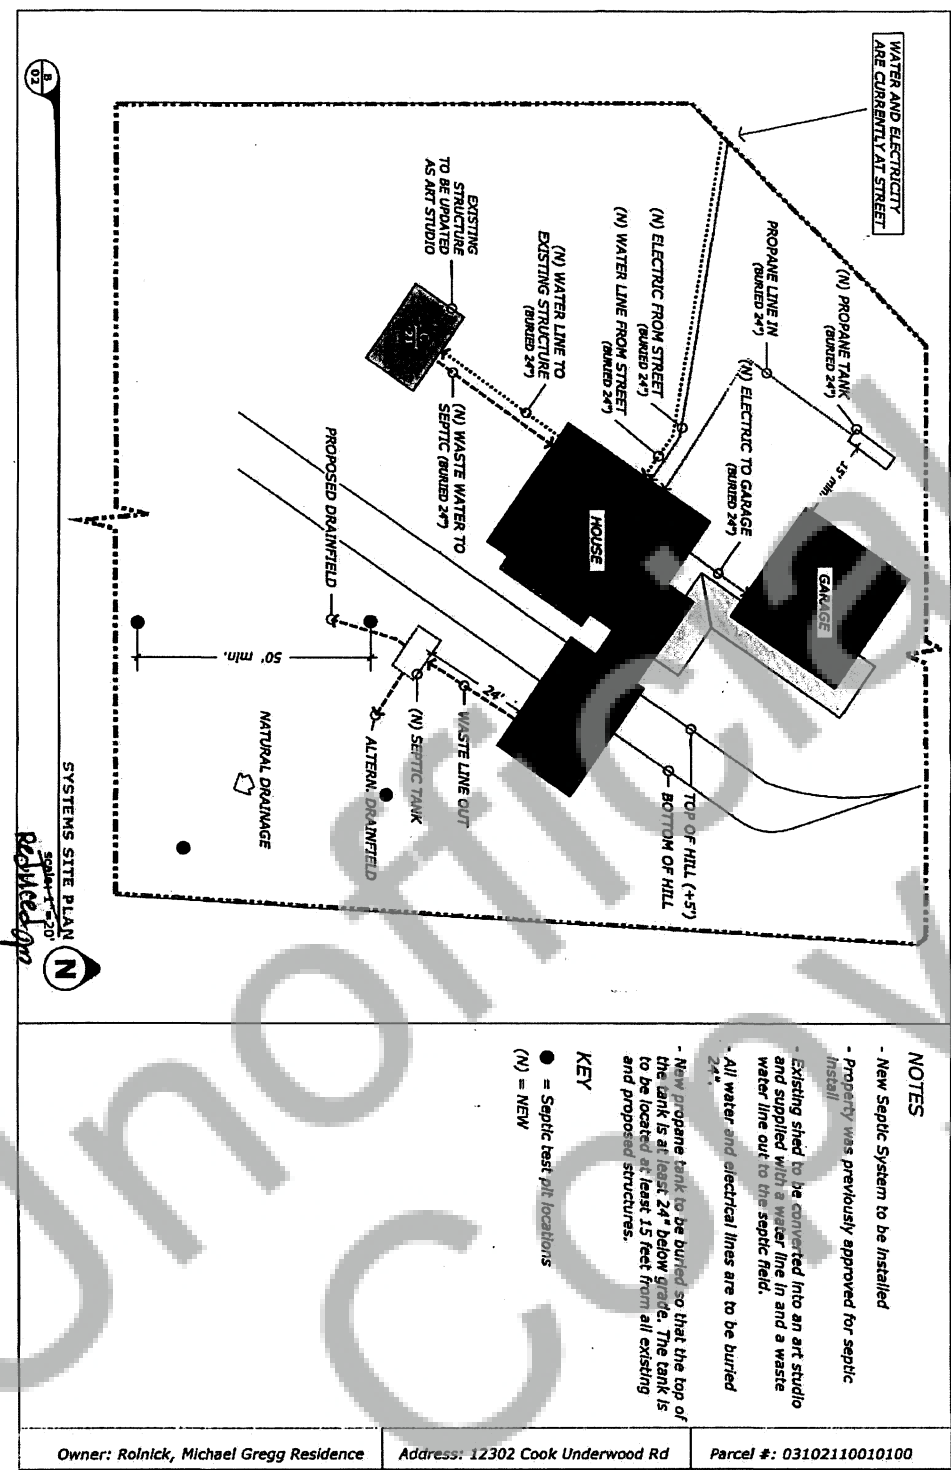 WATER AND ELECTRICITY
ARE CURRENTLY AT STREET
(N) PROPANE TANK
(BURIED 24")
PROPANE LINE IN
(BURIED 24")
(N) ELECTRIC TO GARAGE
(BURIED 24")
(N) ELECTRIC FROM STREET
(BURIED 24")
(N) WATER LINE FROM STREET
(BURIED 24")
(N) WATER LINE TO
EXISTING STRUCTURE
(BURIED 24")
EXISTING
STRUCTURE
TO BE UPDATED
AS ART STUDIO
(N) WASTE WATER TO
SEPTIC (BURIED 24")
PROPOSED DRAINFIELD
15' min.
GARAGE
HOUSE
24'
50' min.
WASTE LINE OUT
(N) SEPTIC TANK
ALTERN. DRAINFIELD
NATURAL DRAINAGE
TOP OF HILL (+5')
BOTTOM OF HILL
B
02
SYSTEMS SITE PLAN
scale: 1"=20'
Reduced
N
NOTES
- New Septic System to be installed
- Property was previously approved for septic
install
- Existing shed to be converted into an art studio
and supplied with a water line in and a waste
water line out to the septic field.
- All water and electrical lines are to be buried
24".
- New propane tank to be buried so that the top of
the tank is at least 24" below grade. The tank is
to be located at least 15 feet from all existing
and proposed structures.
KEY
= Septic test pit locations
(N) = NEW
Owner: Rolnick, Michael Gregg Residence
Address: 12302 Cook Underwood Rd
Parcel #: 03102110010100
Unofficial
Copy